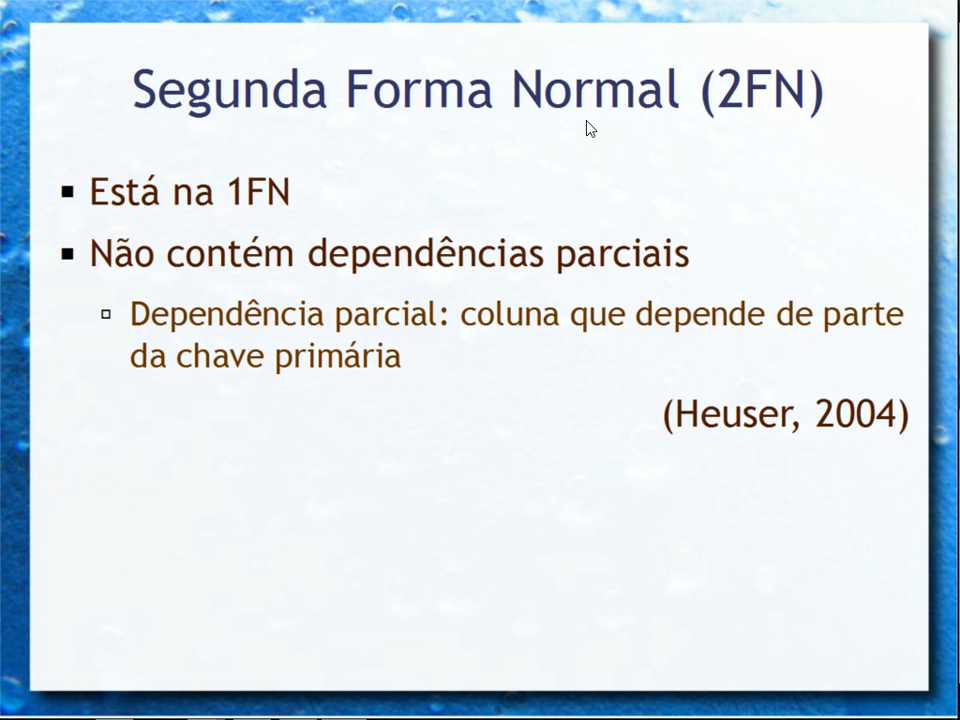 Segunda Forma Normal (2FN)
Está na 1FN
Não contém dependências parciais
Dependência parcial: coluna que depende de parte
da chave primária
(Heuser, 2004)